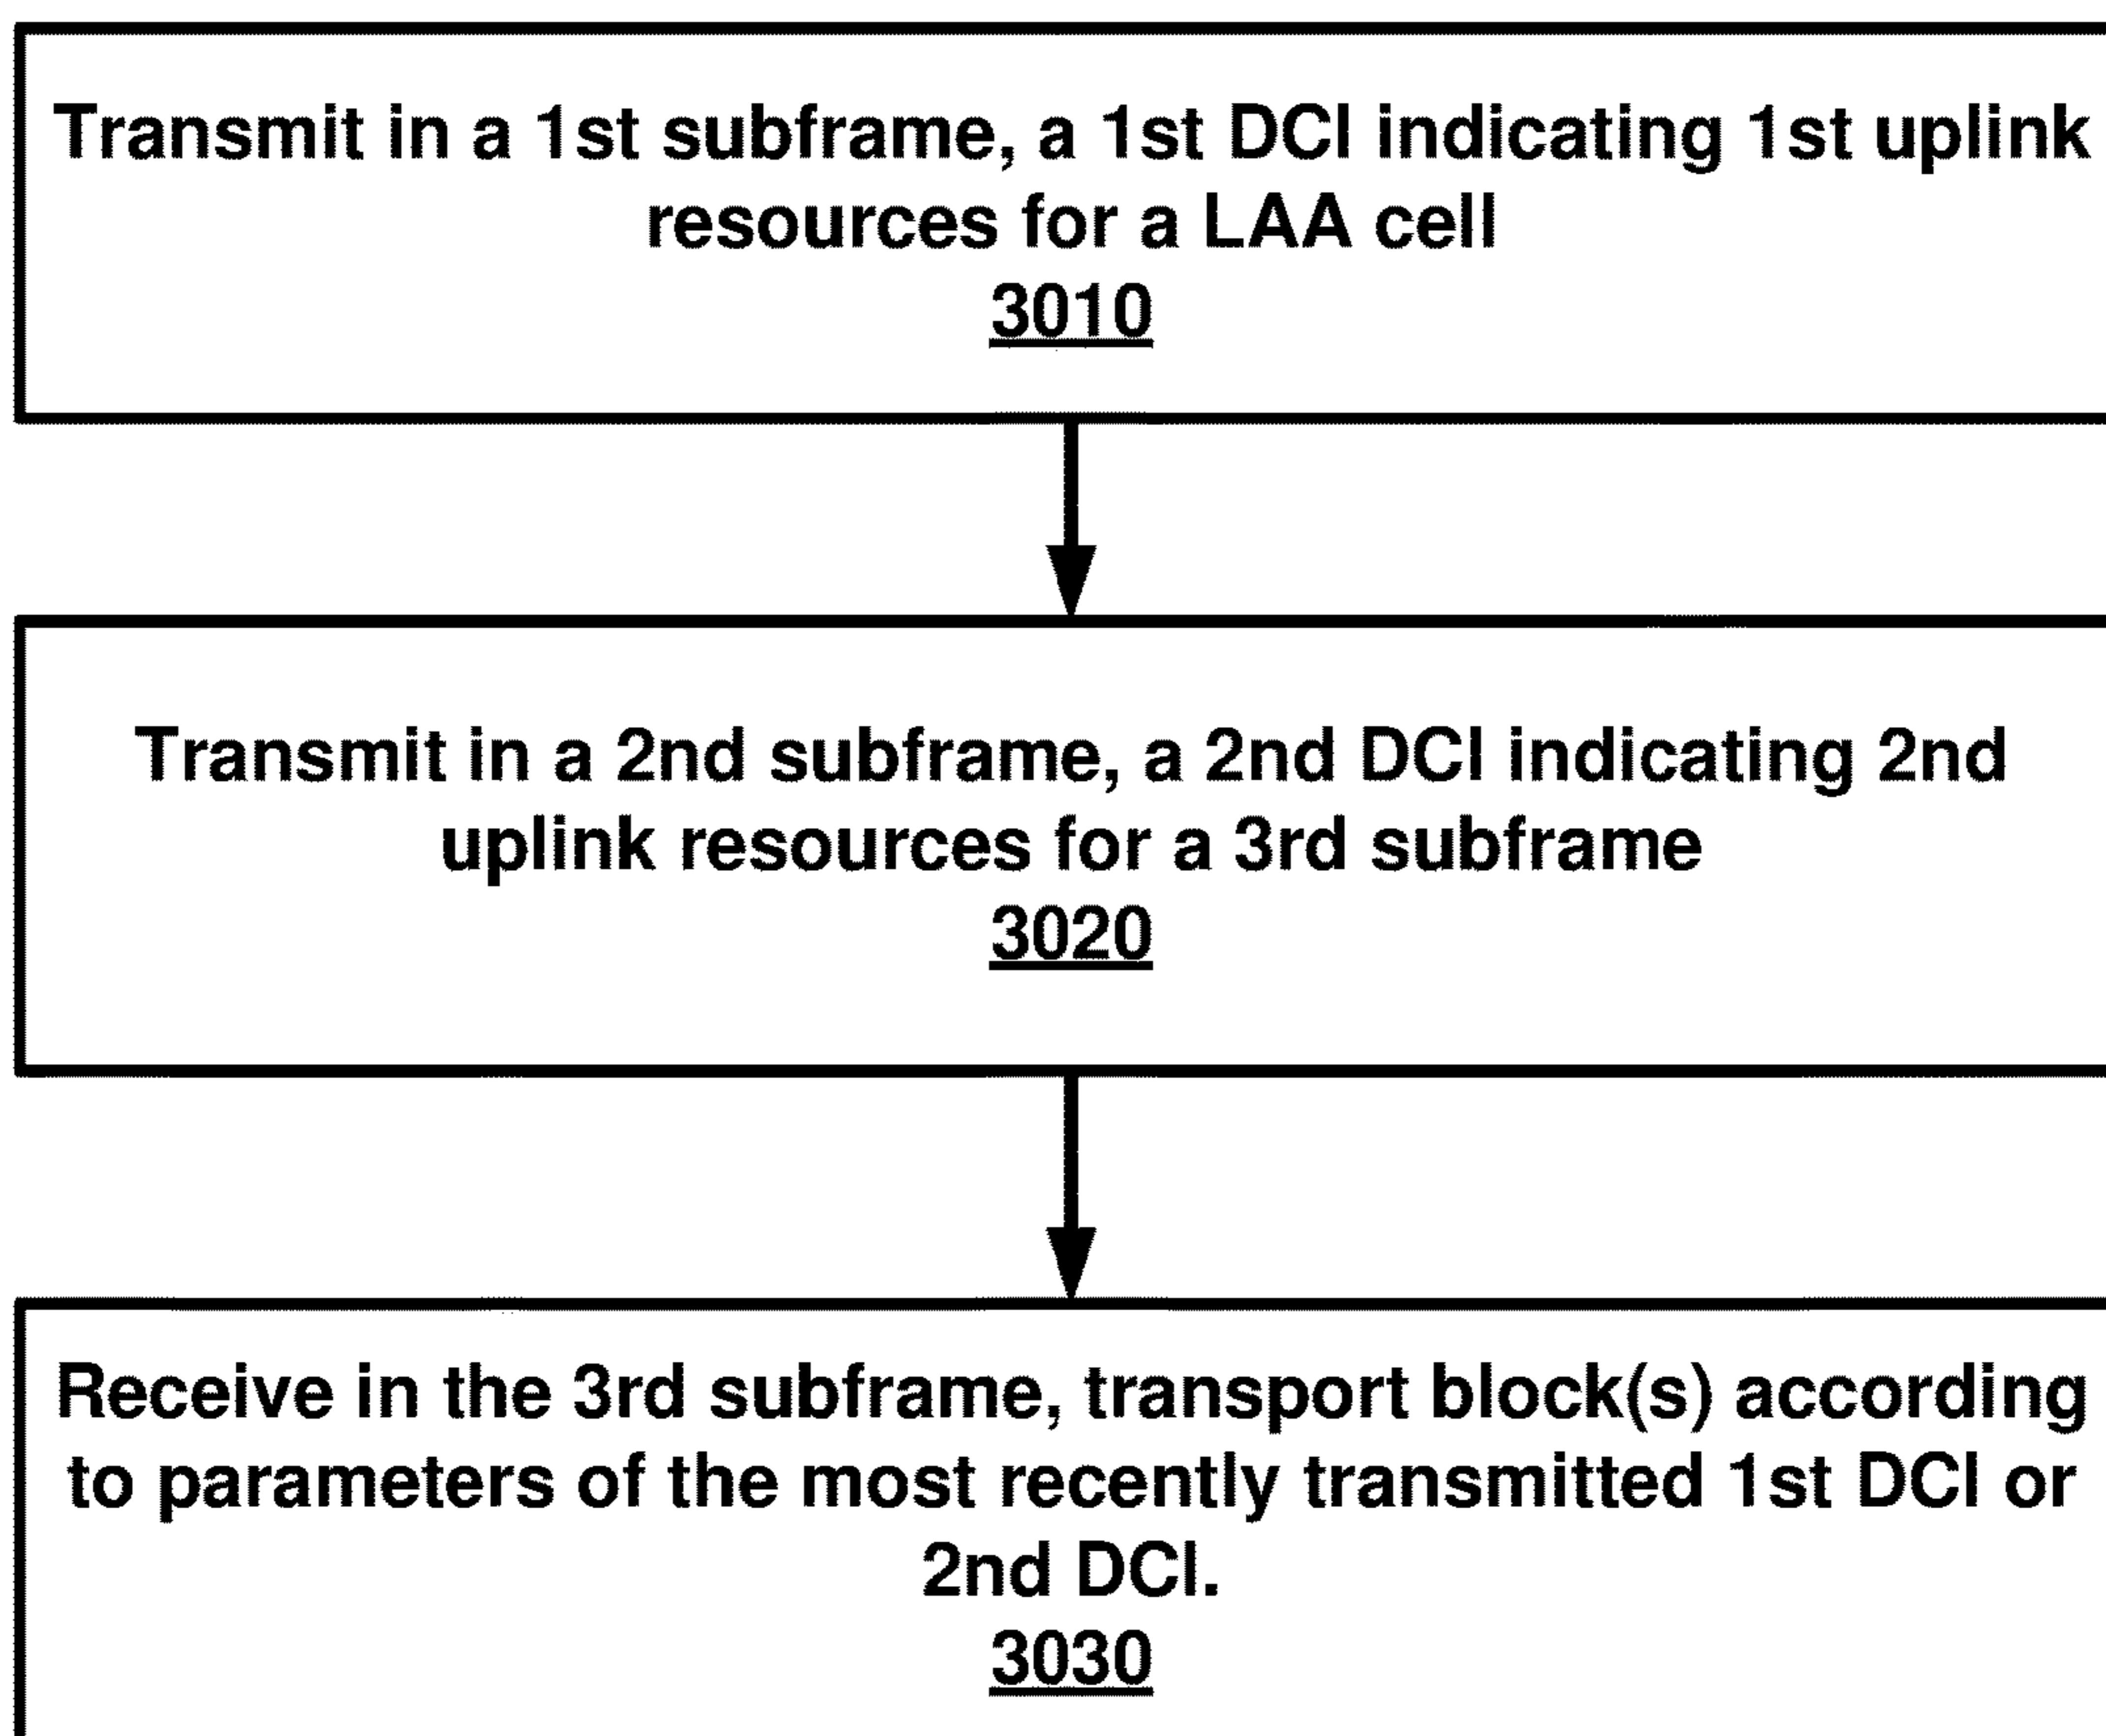 Transmit in a 1st subframe, a 1st DCI indicating 1st uplink
resources for a LAA cell
3010
Transmit in a 2nd subframe, a 2nd DCI indicating 2nd
uplink resources for a 3rd subframe
3020
Receive in the 3rd subframe, transport block(s) according
to parameters of the most recently transmitted 1st DCI or
2nd DCI.
3030